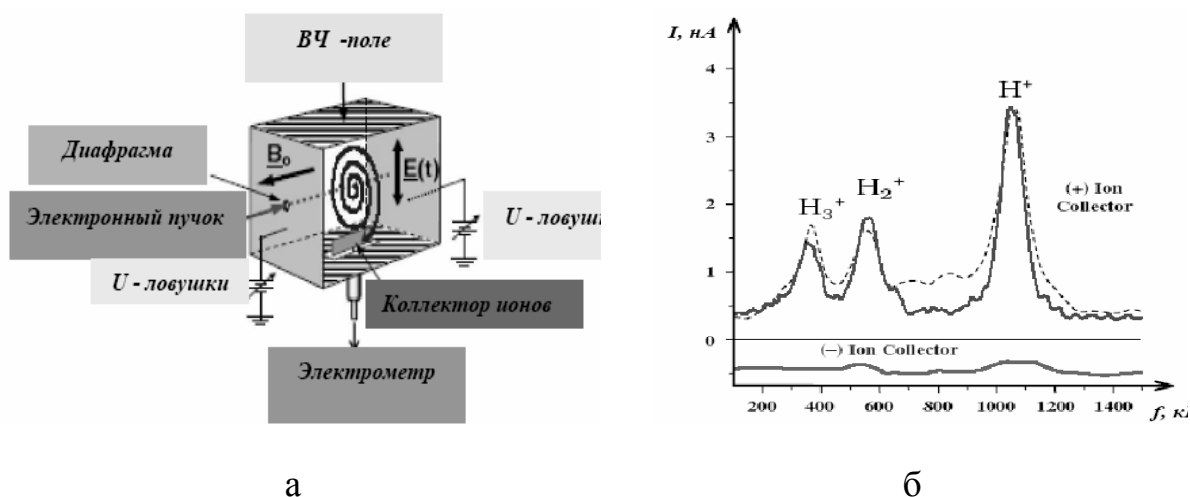 ВЧ -поле
Диафрагма
Электронный пучок
U - ловушки
B₀
E(t)
U - ловуш
Коллектор ионов
Электрометр
а
I, нА
4
3
2
1
0
H₃⁺
H₂⁺
H⁺
(+) Ion
Collector
(−) Ion Collector
200 400 600 800 1000 1200 1400
f, к
б